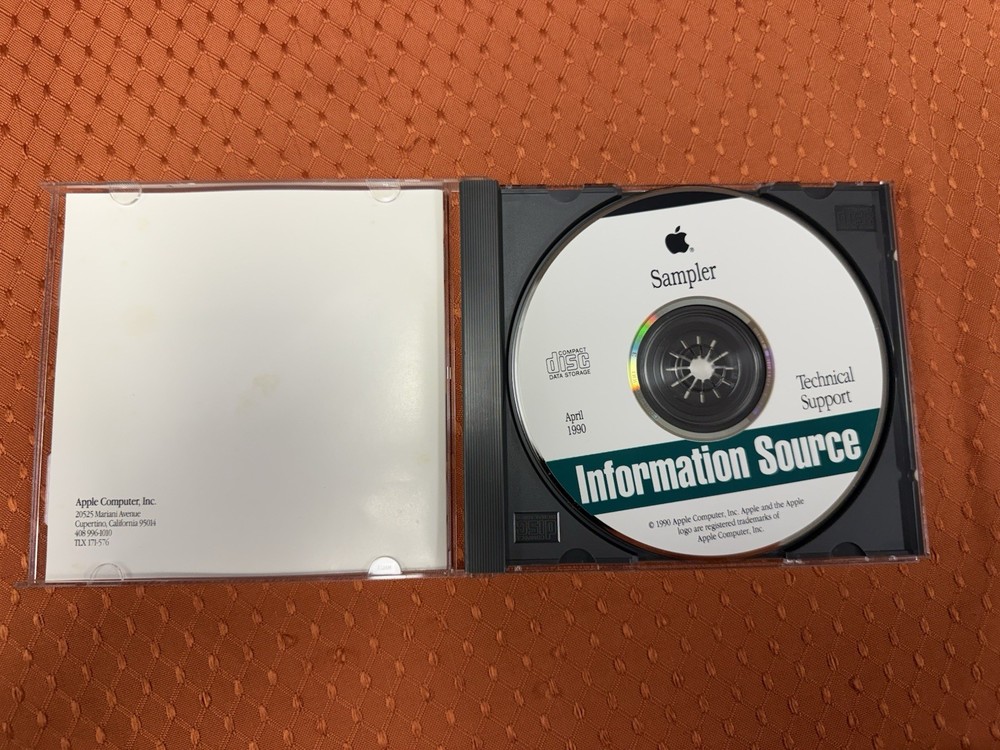 Apple Computer, Inc.
20525 Mariani Avenue
Cupertino, California 95014
408 996-1010
TLX 171-576
Sampler
COMPACT
disc
DATA STORAGE
Technical
Support
April
1990
Information Source
© 1990 Apple Computer, Inc. Apple and the Apple
logo are registered trademarks of
Apple Computer, Inc.